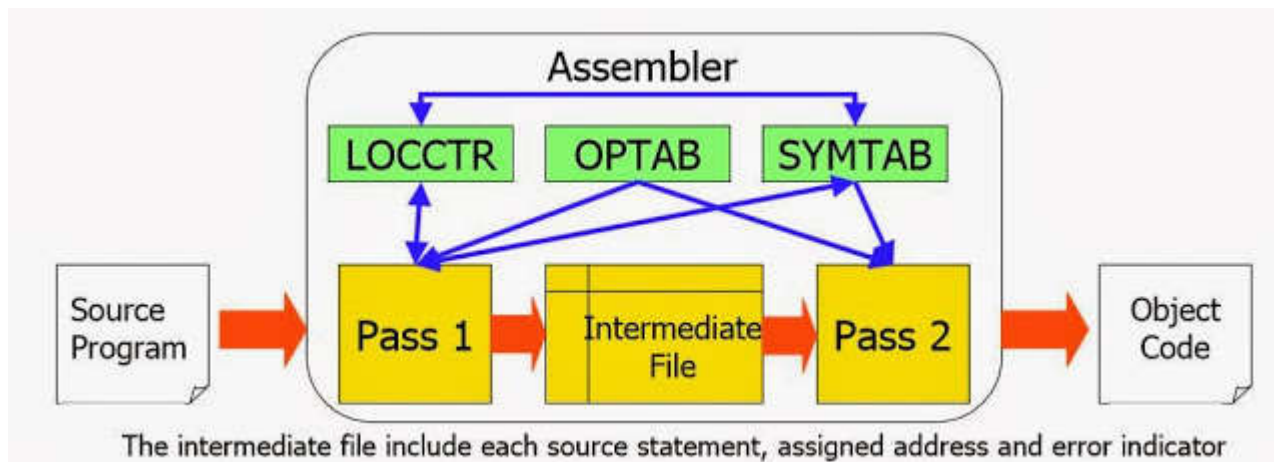 Assembler
LOCCTR OPTAB SYMTAB
Source
Program
Pass 1
Intermediate
File
Pass 2
Object
Code
The intermediate file include each source statement, assigned address and error indicator